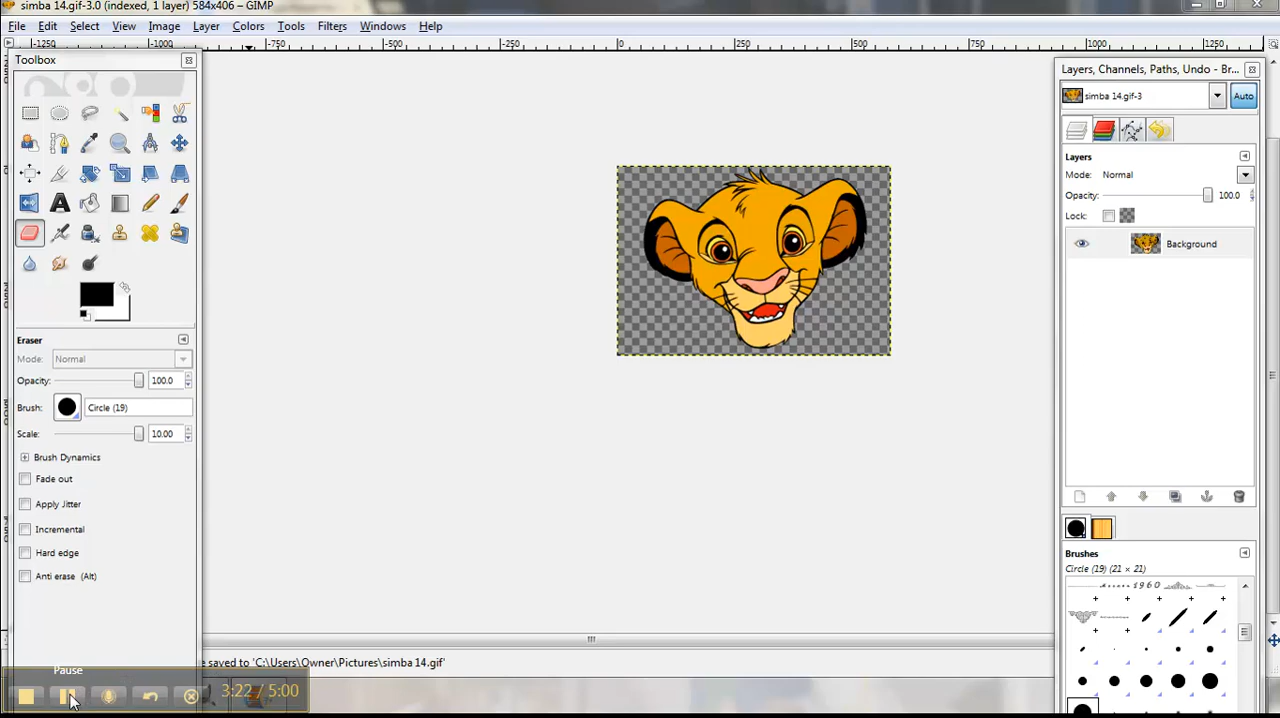 simba 14.gif-3.0 (indexed, 1 layer) 584x406 – GIMP
File Edit Select View Image Layer Colors Tools Filters Windows Help
-1250 -1000 -750 -500 -250 0 250 500 750 1000 1250
Toolbox
Eraser
Mode: Normal
Opacity: 100.0
Brush: Circle (19)
Scale: 10.00
Brush Dynamics
Fade out
Apply Jitter
Incremental
Hard edge
Anti erase (Alt)
Layers, Channels, Paths, Undo - Br...
simba 14.gif-3
Auto
Layers
Mode: Normal
Opacity: 100.0
Lock:
Background
Brushes
Circle (19) (21 × 21)
1960
e saved to 'C:\Users\Owner\Pictures\simba 14.gif'
Pause
3:22 / 5:00